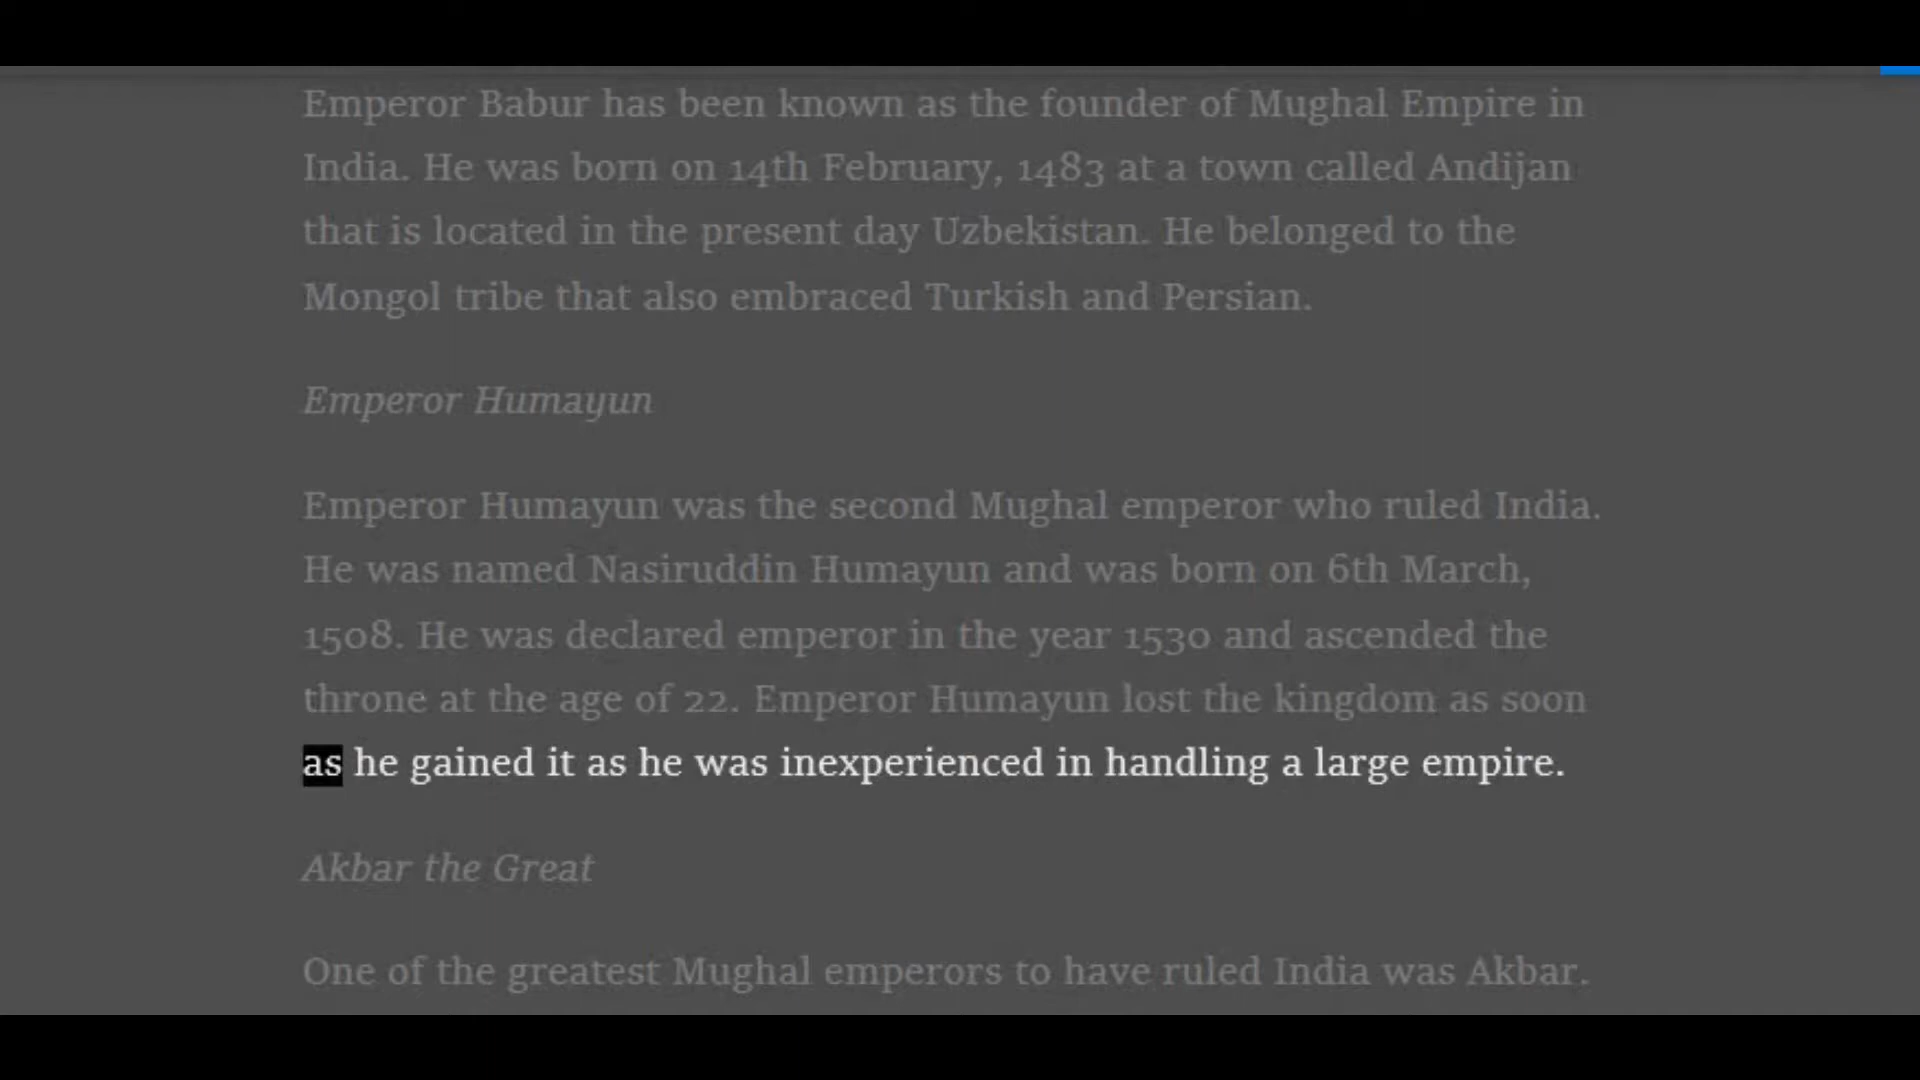 Emperor Babur has been known as the founder of Mughal Empire in
India. He was born on 14th February, 1483 at a town called Andijan
that is located in the present day Uzbekistan. He belonged to the
Mongol tribe that also embraced Turkish and Persian.
Emperor Humayun
Emperor Humayun was the second Mughal emperor who ruled India.
He was named Nasiruddin Humayun and was born on 6th March,
1508. He was declared emperor in the year 1530 and ascended the
throne at the age of 22. Emperor Humayun lost the kingdom as soon
as he gained it as he was inexperienced in handling a large empire.
Akbar the Great
One of the greatest Mughal emperors to have ruled India was Akbar.